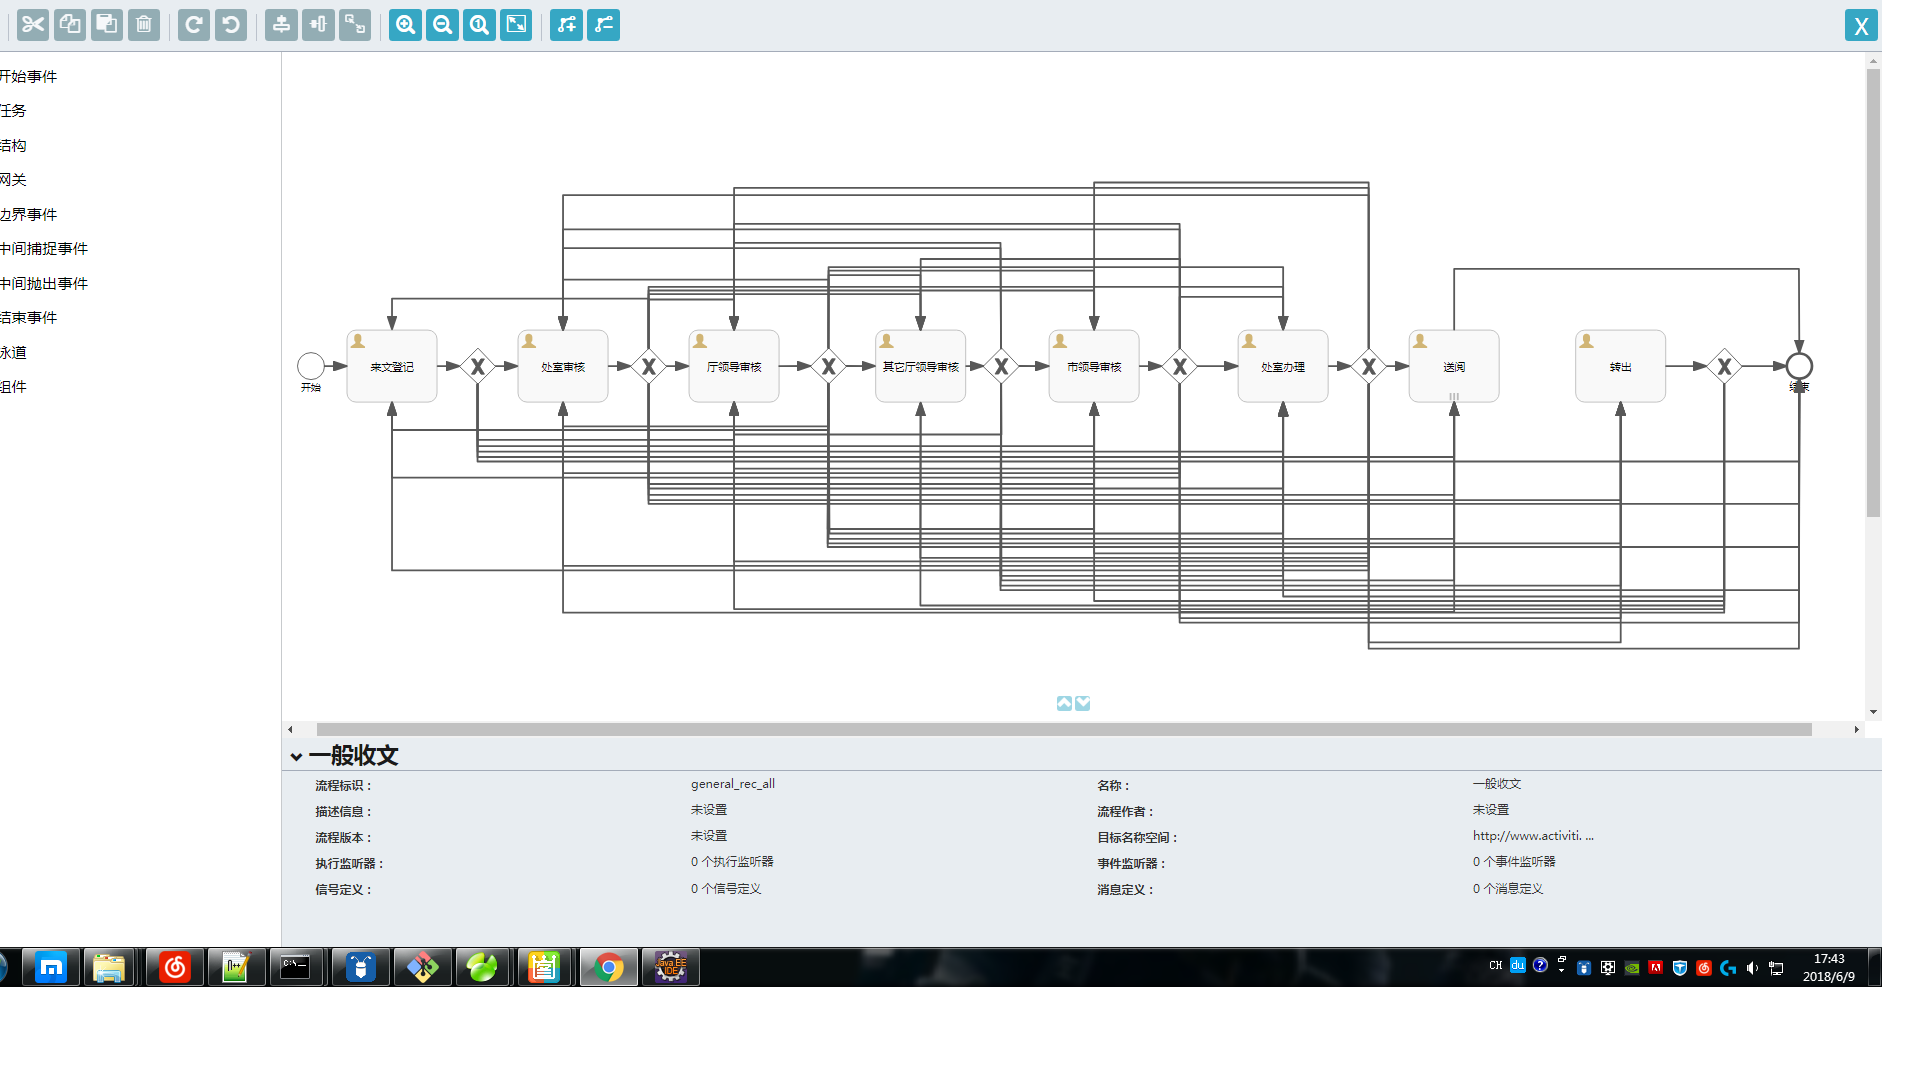 X
开始事件
任务
结构
网关
边界事件
中间捕捉事件
中间抛出事件
结束事件
泳道
组件
开始
来文登记
X
处室审核
X
厅领导审核
X
其它厅领导审核
X
市领导审核
X
处室办理
X
送阅
转出
X
结束
一般收文
流程标识： general_rec_all 名称： 一般收文
描述信息： 未设置 流程作者： 未设置
流程版本： 未设置 目标名称空间： http://www.activiti. ...
执行监听器： 0 个执行监听器 事件监听器： 0 个事件监听器
信号定义： 0 个信号定义 消息定义： 0 个消息定义
N++
C:\
Java EE
IDE
CH
du
?
17:43
2018/6/9